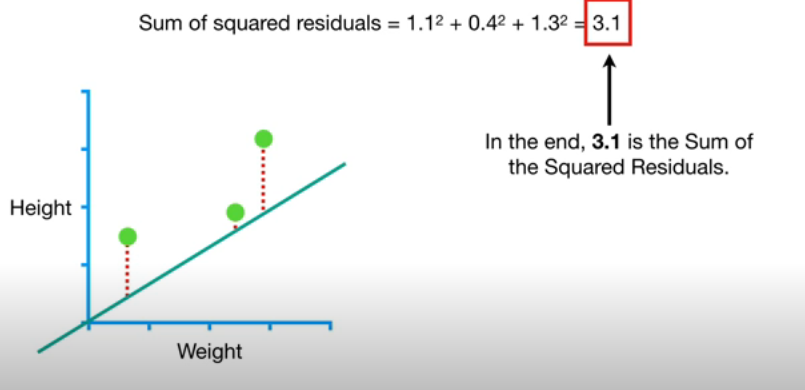 Sum of squared residuals = 1.1² + 0.4² + 1.3² = 3.1
In the end, 3.1 is the Sum of
the Squared Residuals.
Height
Weight